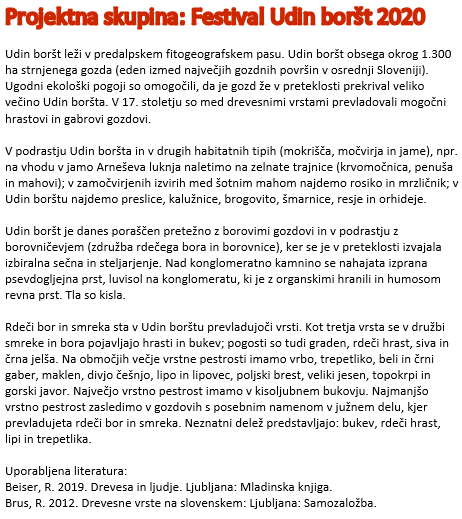 Projektna skupina: Festival Udin boršt 2020
Udin boršt leži v predalpskem fitogeografskem pasu. Udin boršt obsega okrog 1.300
ha strnjenega gozda (eden izmed največjih gozdnih površin v osrednji Sloveniji).
Ugodni ekološki pogoji so omogočili, da je gozd že v preteklosti prekrival veliko
večino Udin boršta. V 17. stoletju so med drevesnimi vrstami prevladovali mogočni
hrastovi in gabrovi gozdovi.
V podrastju Udin boršta in v drugih habitatnih tipih (mokrišča, močvirja in jame), npr.
na vhodu v jamo Arneševa luknja naletimo na zelnate trajnice (krvomočnica, penuša
in mahovi); v zamočvirjenih izvirih med šotnim mahom najdemo rosiko in mrzličnik; v
Udin borštu najdemo preslice, kalužnice, brogovito, šmarnice, resje in orhideje.
Udin boršt je danes poraščen pretežno z borovimi gozdovi in v podrastju z
borovničevjem (združba rdečega bora in borovnice), ker se je v preteklosti izvajala
izbiralna sečna in steljarjenje. Nad konglomeratno kamnino se nahajata izprana
psevdogljejna prst, luvisol na konglomeratu, ki je z organskimi hranili in humosom
revna prst. Tla so kisla.
Rdeči bor in smreka sta v Udin borštu prevladujoči vrsti. Kot tretja vrsta se v družbi
smreke in bora pojavljajo hrasti in bukev; pogosti so tudi graden, rdeči hrast, siva in
črna jelša. Na območjih večje vrstne pestrosti imamo vrbo, trepetliko, beli in črni
gaber, maklen, divjo češnjo, lipo in lipovec, poljski brest, veliki jesen, topokrpi in
gorski javor. Največjo vrstno pestrost imamo v kisoljubnem bukovju. Najmanjšo
vrstno pestrost zasledimo v gozdovih s posebnim namenom v južnem delu, kjer
prevladujeta rdeči bor in smreka. Neznatni delež predstavljajo: bukev, rdeči hrast,
lipi in trepetlika.
Uporabljena literatura:
Beiser, R. 2019. Drevesa in ljudje. Ljubljana: Mladinska knjiga.
Brus, R. 2012. Drevesne vrste na slovenskem: Ljubljana: Samozaložba.